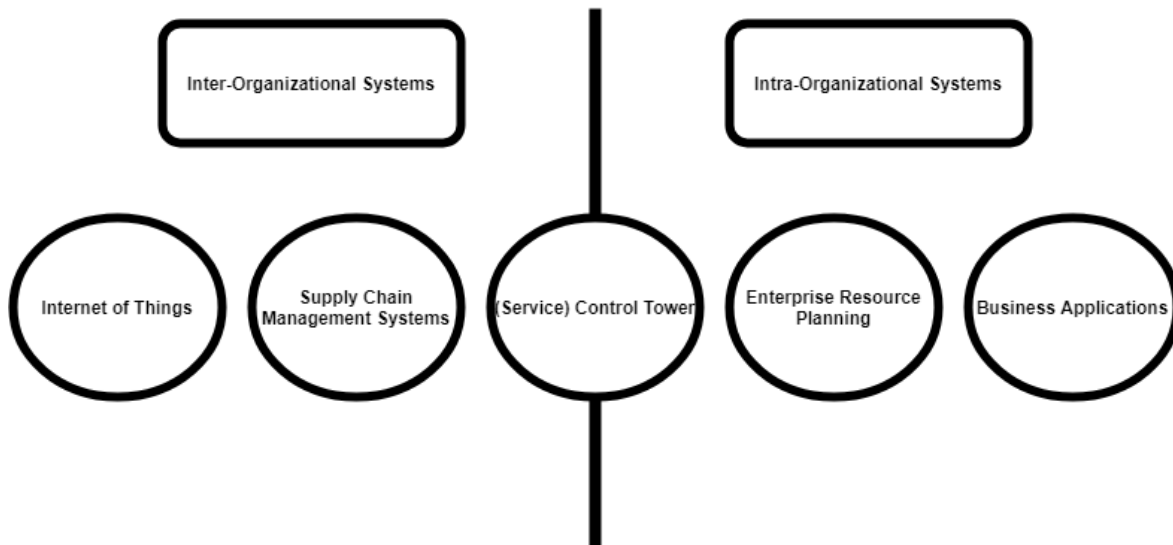 Inter-Organizational Systems
Intra-Organizational Systems
Internet of Things
Supply Chain
Management Systems
(Service) Control Tower
Enterprise Resource
Planning
Business Applications